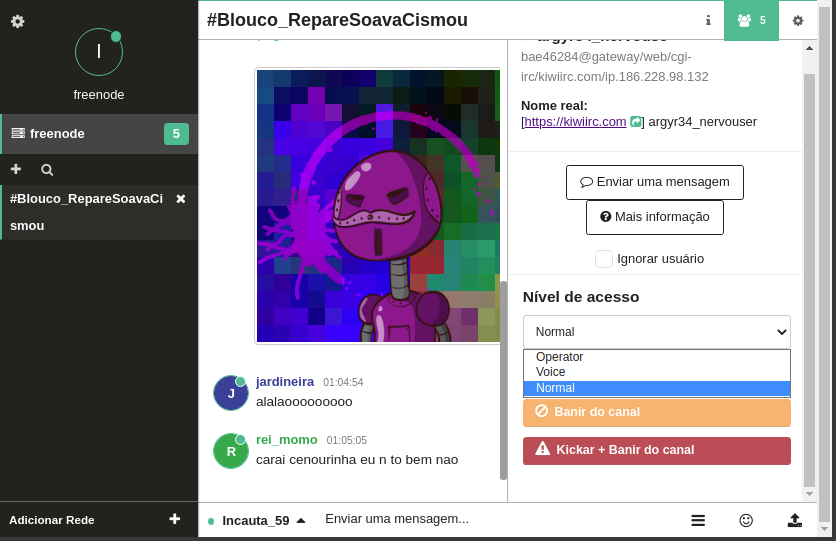 I
freenode
freenode
5
#Blouco_RepareSoavaCi
smou
Adicionar Rede
#Blouco_RepareSoavaCismou
5
jardineira 01:04:54
J
alalaooooooooo
rei_momo 01:05:05
R
carai cenourinha eu n to bem nao
Incauta_59
Enviar uma mensagem...
argyr34_nervouse
bae46284@gateway/web/cgi-
irc/kiwiirc.com/ip.186.228.98.132
Nome real:
[https://kiwiirc.com] argyr34_nervouser
Enviar uma mensagem
Mais informação
Ignorar usuário
Nível de acesso
Normal
Operator
Voice
Normal
Banir do canal
Kickar + Banir do canal